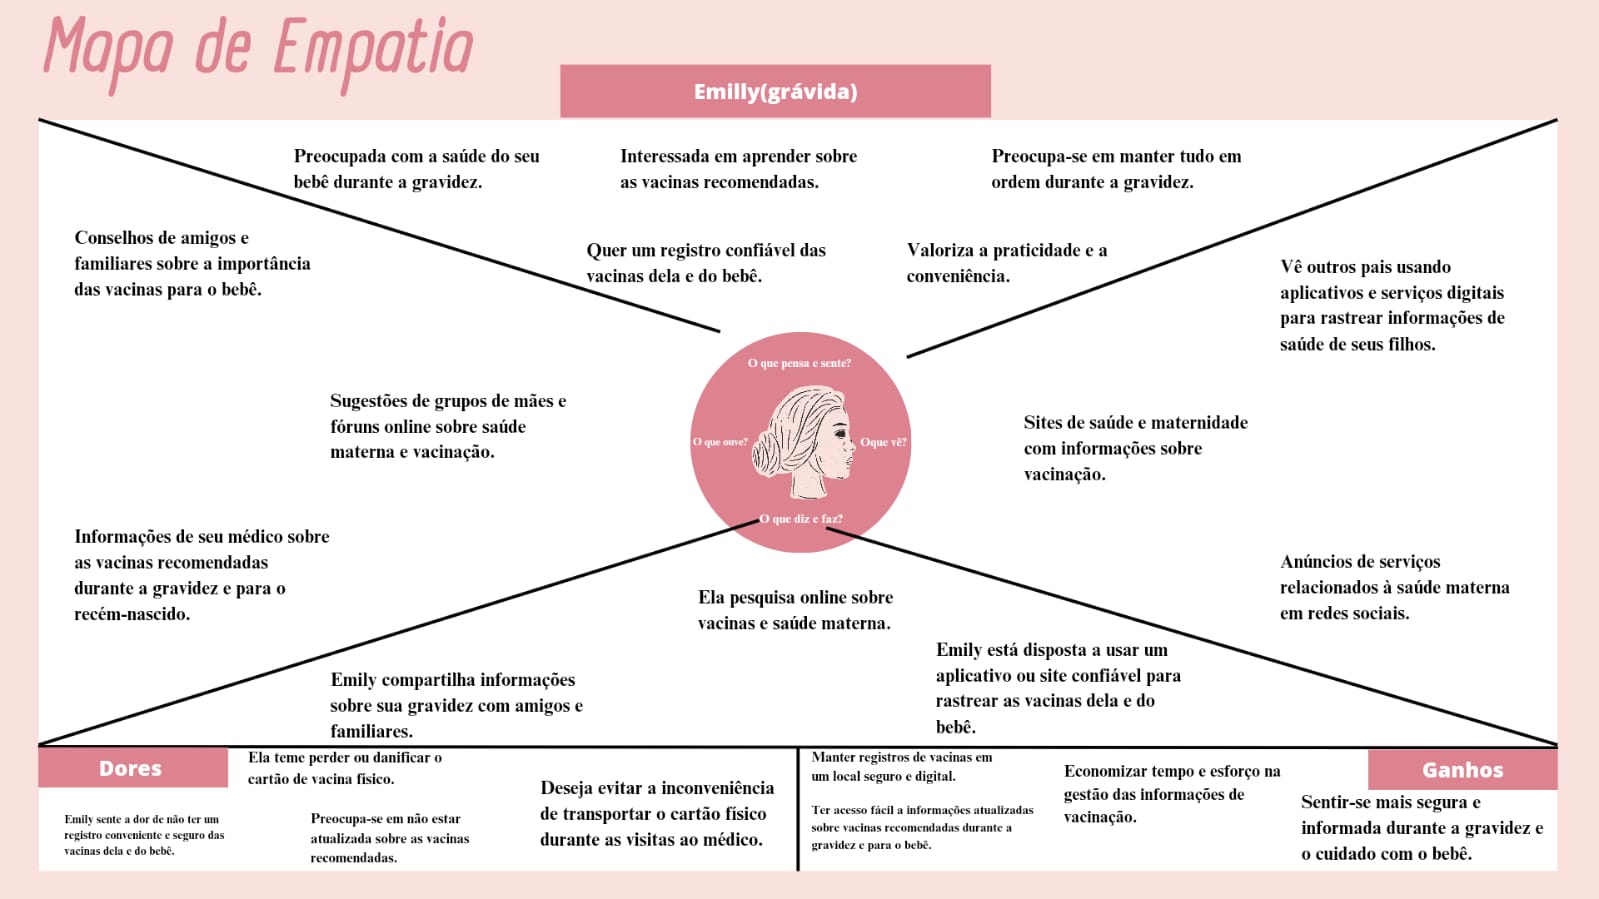 Mapa de Empatia
Emilly(grávida)
Preocupada com a saúde do seu
bebê durante a gravidez.
Interessada em aprender sobre
as vacinas recomendadas.
Preocupa-se em manter tudo em
ordem durante a gravidez.
Quer um registro confiável das
vacinas dela e do bebê.
Valoriza a praticidade e a
conveniência.
Conselhos de amigos e
familiares sobre a importância
das vacinas para o bebê.
Sugestões de grupos de mães e
fóruns online sobre saúde
materna e vacinação.
Informações de seu médico sobre
as vacinas recomendadas
durante a gravidez e para o
recém-nascido.
O que pensa e sente?
O que ouve?
Oque vê?
O que diz e faz?
Vê outros pais usando
aplicativos e serviços digitais
para rastrear informações de
saúde de seus filhos.
Sites de saúde e maternidade
com informações sobre
vacinação.
Anúncios de serviços
relacionados à saúde materna
em redes sociais.
Ela pesquisa online sobre
vacinas e saúde materna.
Emily compartilha informações
sobre sua gravidez com amigos e
familiares.
Emily está disposta a usar um
aplicativo ou site confiável para
rastrear as vacinas dela e do
bebê.
Dores
Ela teme perder ou danificar o
cartão de vacina físico.
Emily sente a dor de não ter um
registro conveniente e seguro das
vacinas dela e do bebê.
Preocupa-se em não estar
atualizada sobre as vacinas
recomendadas.
Deseja evitar a inconveniência
de transportar o cartão físico
durante as visitas ao médico.
Manter registros de vacinas em
um local seguro e digital.
Ter acesso fácil a informações atualizadas
sobre vacinas recomendadas durante a
gravidez e para o bebê.
Economizar tempo e esforço na
gestão das informações de
vacinação.
Ganhos
Sentir-se mais segura e
informada durante a gravidez e
o cuidado com o bebê.